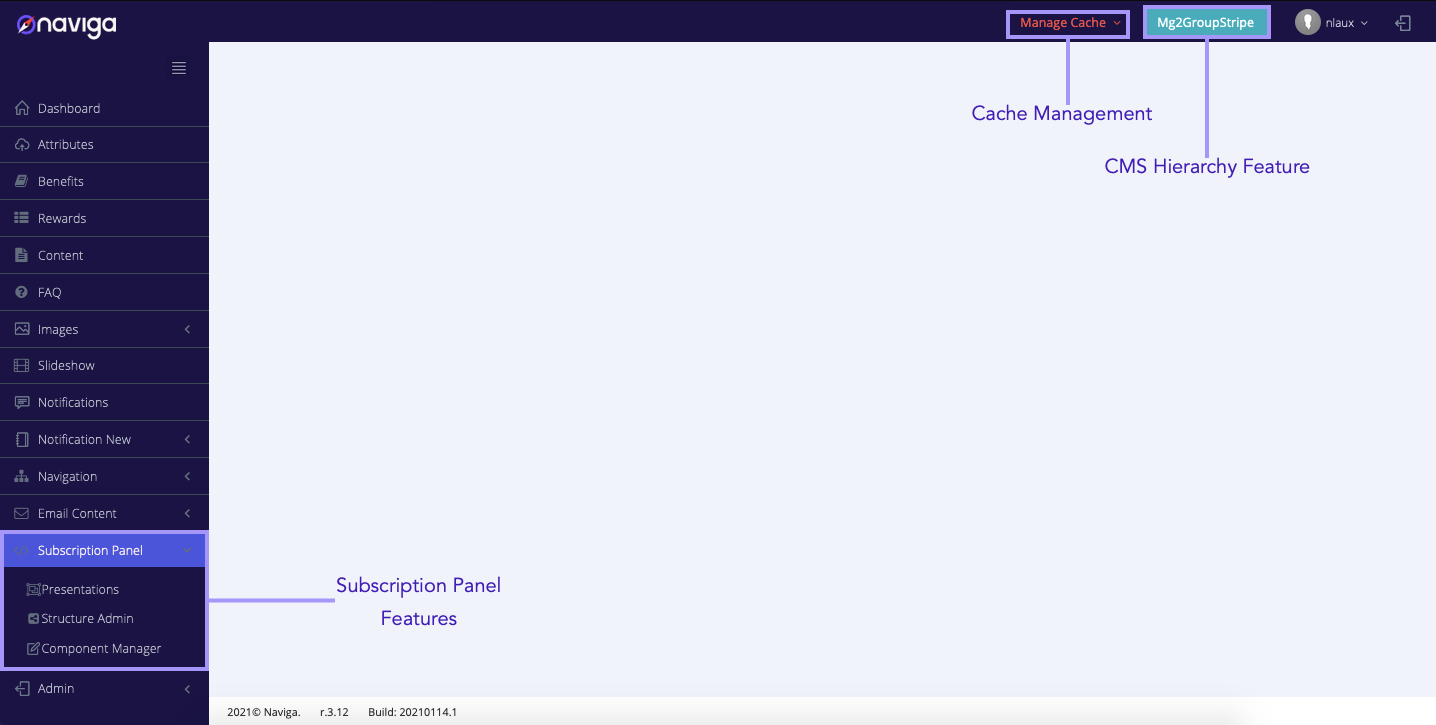 naviga
Manage Cache
Mg2GroupStripe
nlaux
Cache Management
CMS Hierarchy Feature
Dashboard
Attributes
Benefits
Rewards
Content
FAQ
Images
Slideshow
Notifications
Notification New
Navigation
Email Content
Subscription Panel
Presentations
Structure Admin
Component Manager
Admin
Subscription Panel
Features
2021© Naviga. r.3.12 Build: 20210114.1